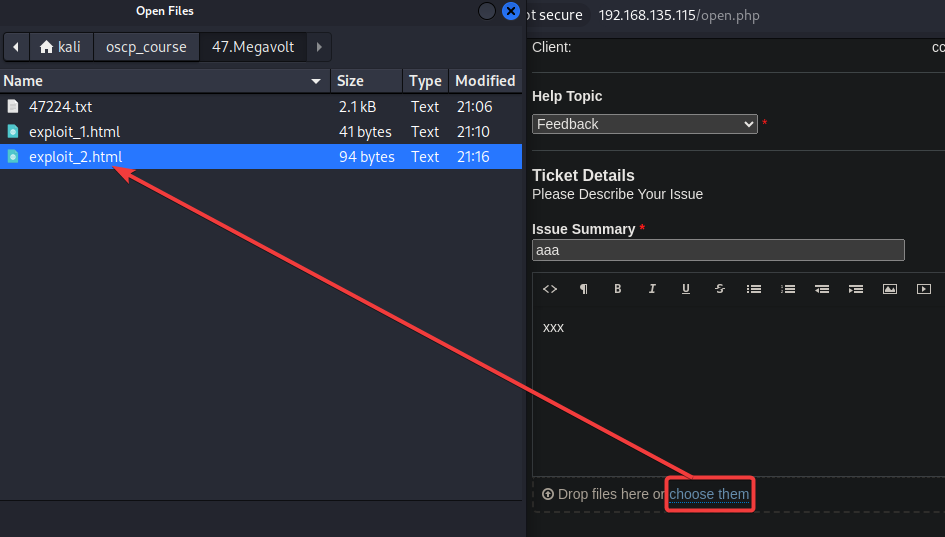 Open Files
kali
oscp_course
47.Megavolt
Name Size Type Modified
47224.txt 2.1 kB Text 21:06
exploit_1.html 41 bytes Text 21:10
exploit_2.html 94 bytes Text 21:16
ot secure 192.168.135.115/open.php
Client: co
Help Topic
Feedback *
Ticket Details
Please Describe Your Issue
Issue Summary *
aaa
<> ¶ B I U S
xxx
Drop files here or choose them